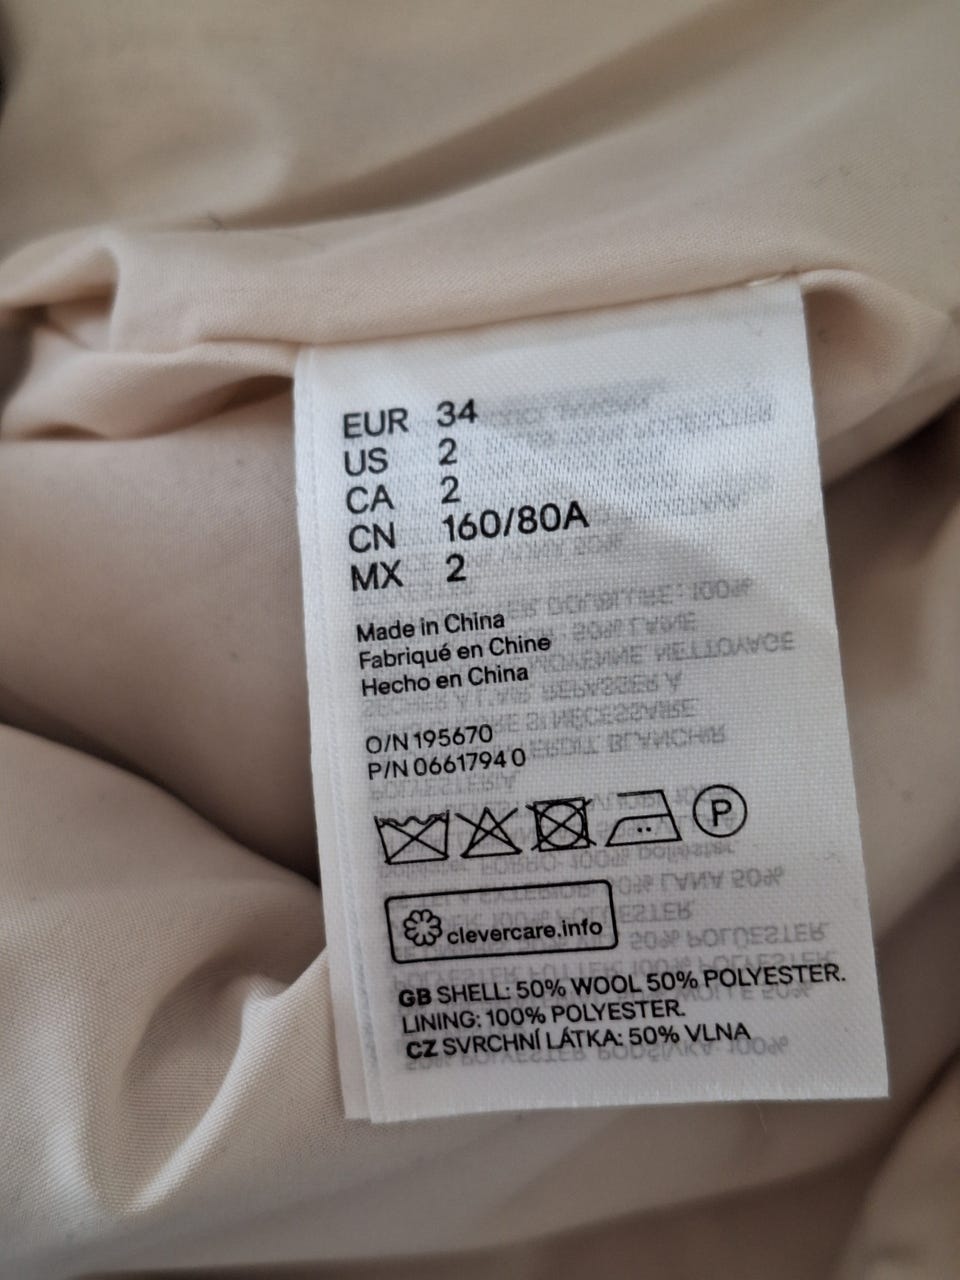 EUR 34
US 2
CA 2
CN 160/80A
MX 2
Made in China
Fabriqué en Chine
Hecho en China
O/N 195670
P/N 0661794 0
P
clevercare.info
GB SHELL: 50% WOOL 50% POLYESTER.
LINING: 100% POLYESTER.
CZ SVRCHNÍ LÁTKA: 50% VLNA